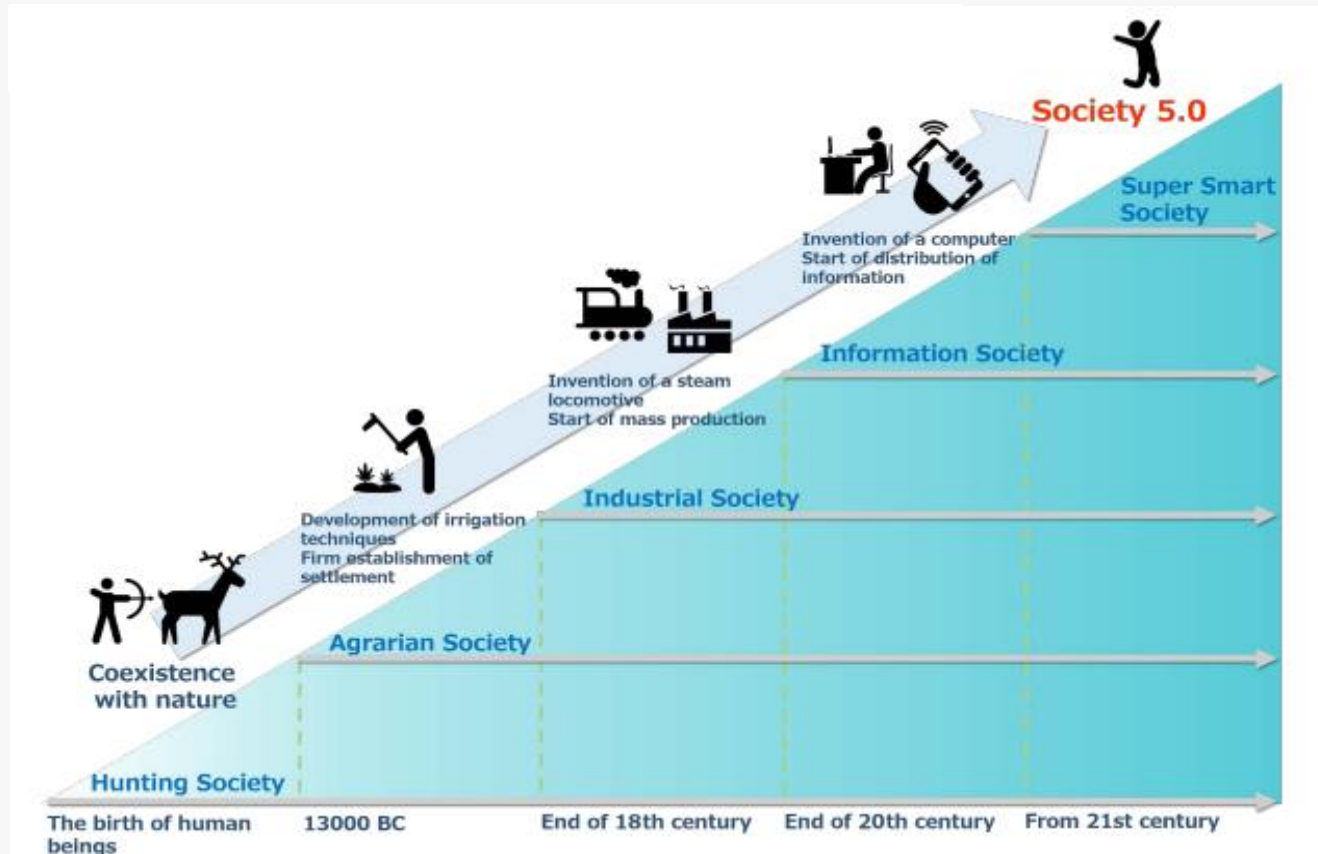 Society 5.0
Super Smart
Society
Invention of a computer
Start of distribution of
information
Information Society
Invention of a steam
locomotive
Start of mass production
Industrial Society
Development of irrigation
techniques
Firm establishment of
settlement
Agrarian Society
Coexistence
with nature
Hunting Society
The birth of human
beings
13000 BC
End of 18th century
End of 20th century
From 21st century